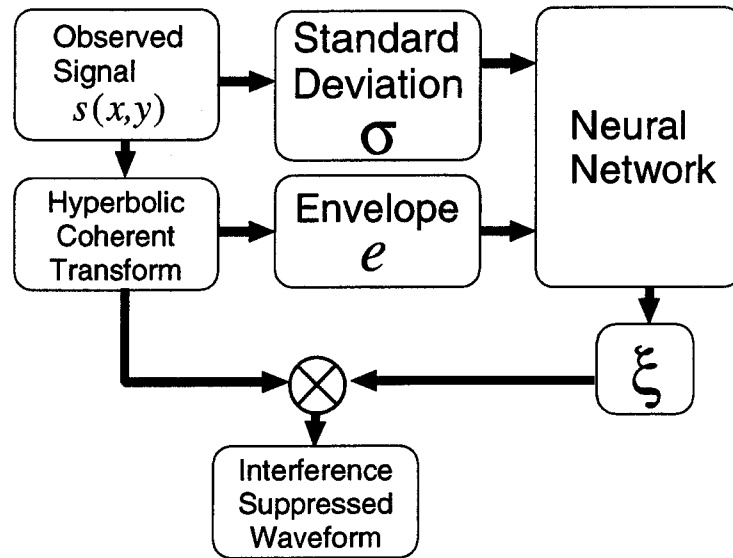 Observed
Signal
s(x,y)
Standard
Deviation
σ
Neural
Network
Hyperbolic
Coherent
Transform
Envelope
e
ξ
Interference
Suppressed
Waveform